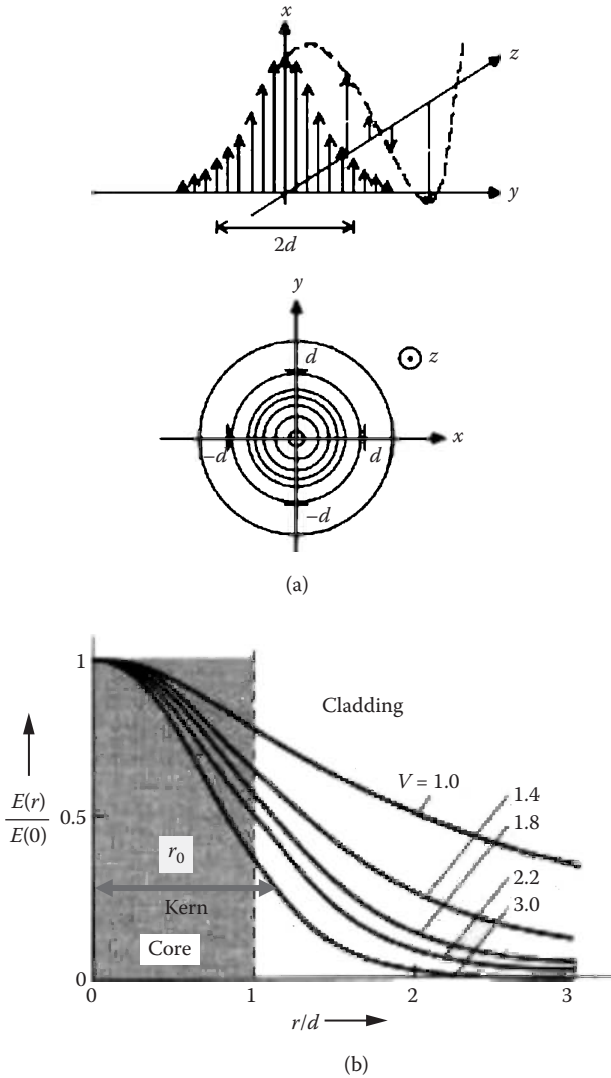 x
z
y
2d
y
d
z
x
−d
d
−d
(a)
1
Cladding
V = 1.0
1.4
E(r)
E(0)
0.5
1.8
r0
2.2
Kern
3.0
Core
0
0
1
2
3
r/d
(b)